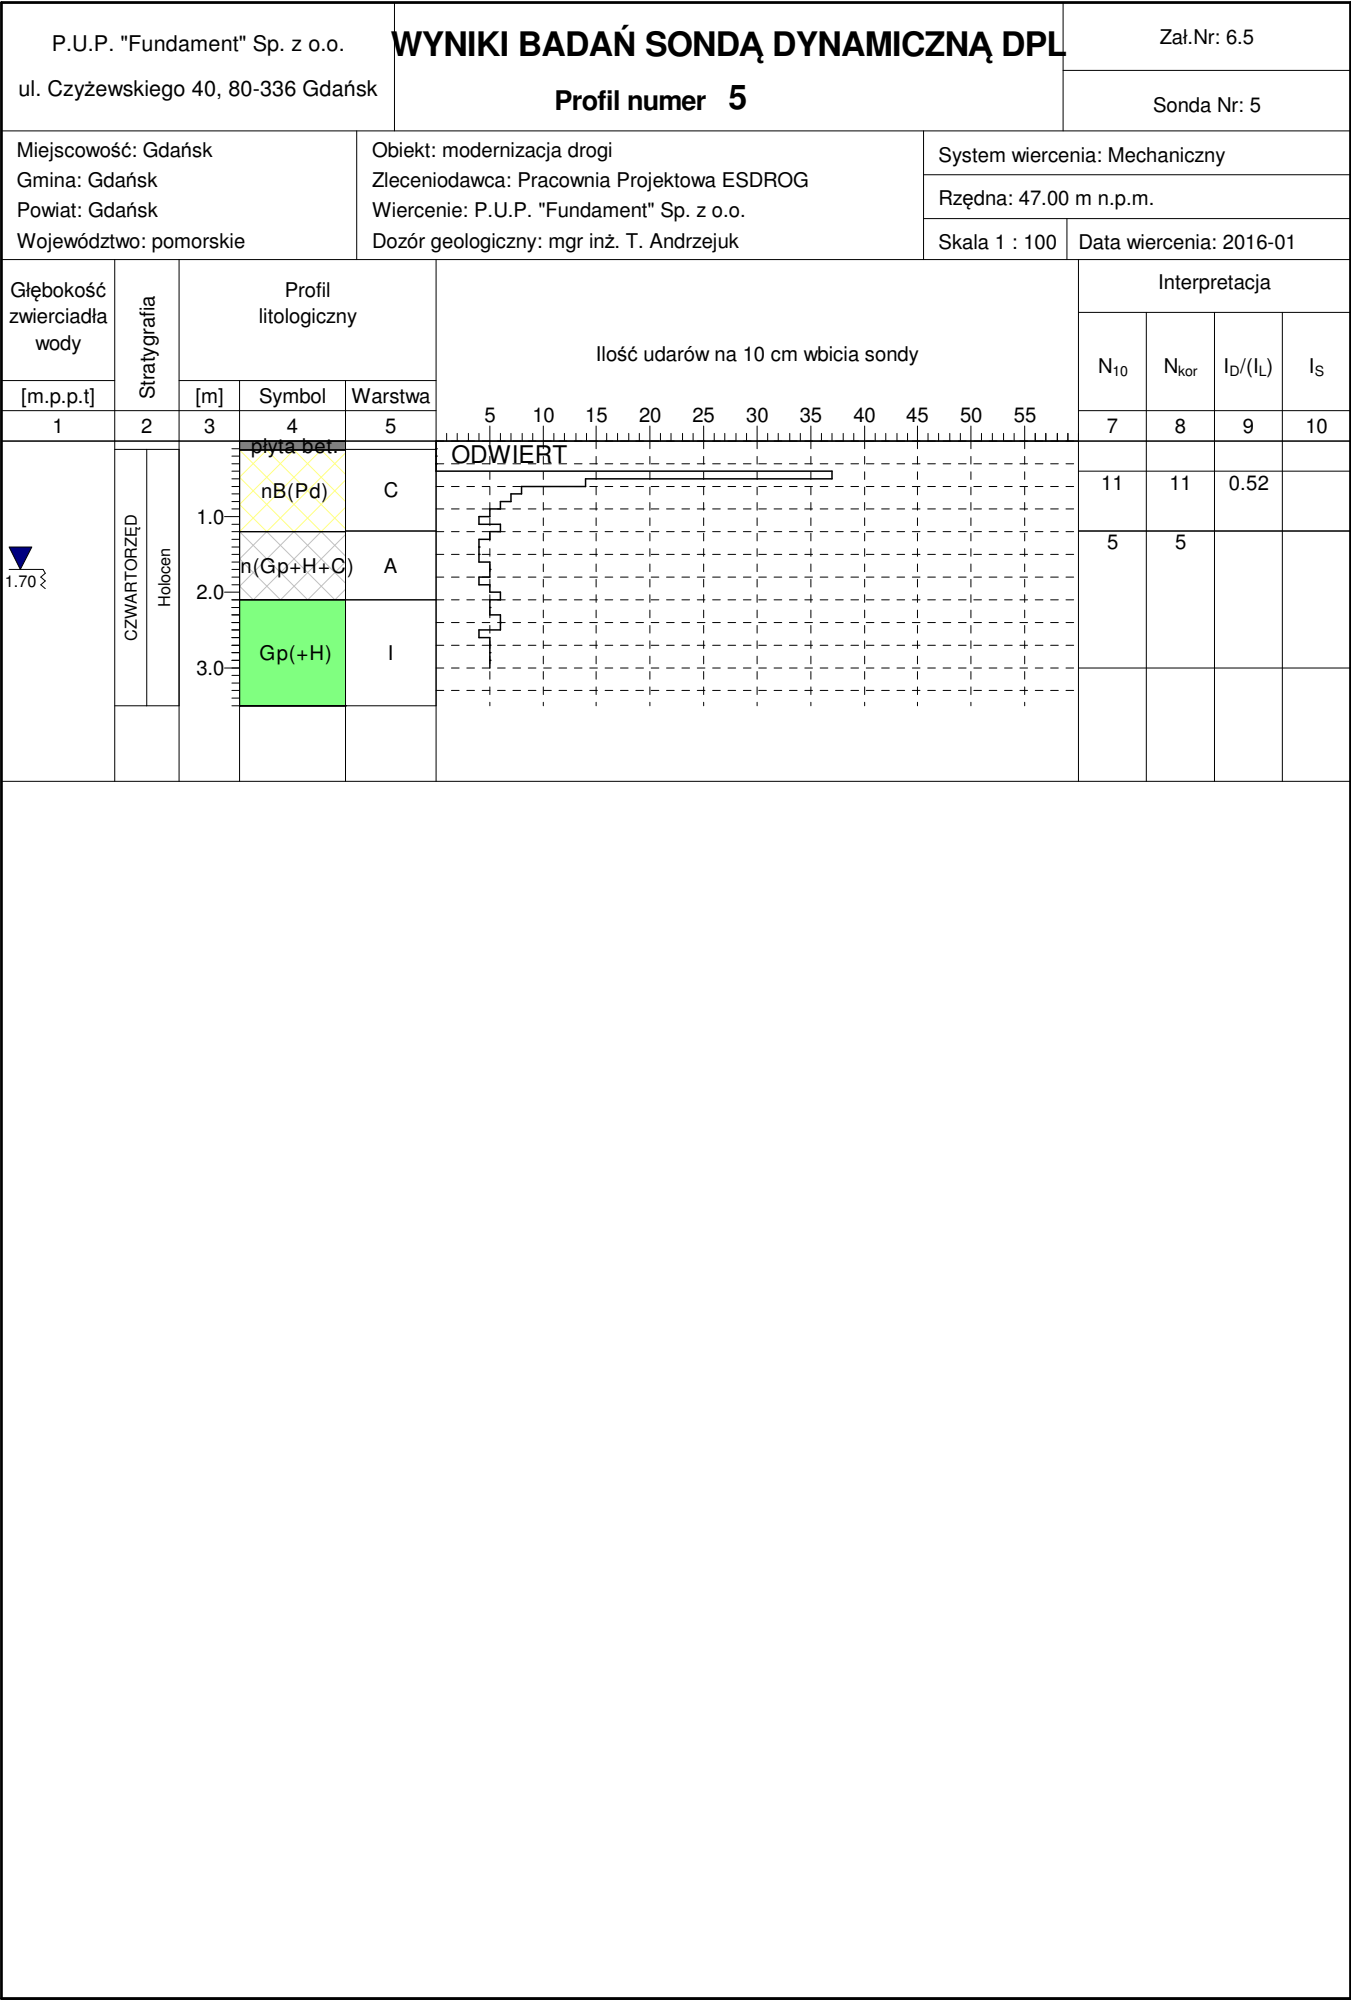 P.U.P. "Fundament" Sp. z o.o.
ul. Czyżewskiego 40, 80-336 Gdańsk
WYNIKI BADAŃ SONDĄ DYNAMICZNĄ DPL
Profil numer 5
Zał.Nr: 6.5
Sonda Nr: 5
Miejscowość: Gdańsk
Gmina: Gdańsk
Powiat: Gdańsk
Województwo: pomorskie
Obiekt: modernizacja drogi
Zleceniodawca: Pracownia Projektowa ESDROG
Wiercenie: P.U.P. "Fundament" Sp. z o.o.
Dozór geologiczny: mgr inż. T. Andrzejuk
System wiercenia: Mechaniczny
Rzędna: 47.00 m n.p.m.
Skala 1 : 100
Data wiercenia: 2016-01
Głębokość
zwierciadła
wody
[m.p.p.t]
Stratygrafia
Profil
litologiczny
[m]
Symbol
Warstwa
Ilość udarów na 10 cm wbicia sondy
5 10 15 20 25 30 35 40 45 50 55
Interpretacja
N10
Nkor
ID/(IL)
IS
1 2 3 4 5 7 8 9 10
płyta bet.
ODWIERT
nB(Pd)
C
11 11 0.52
1.0
n(Gp+H+C)
A
5 5
1.70
2.0
CZWARTORZĘD
Holocen
Gp(+H)
I
3.0